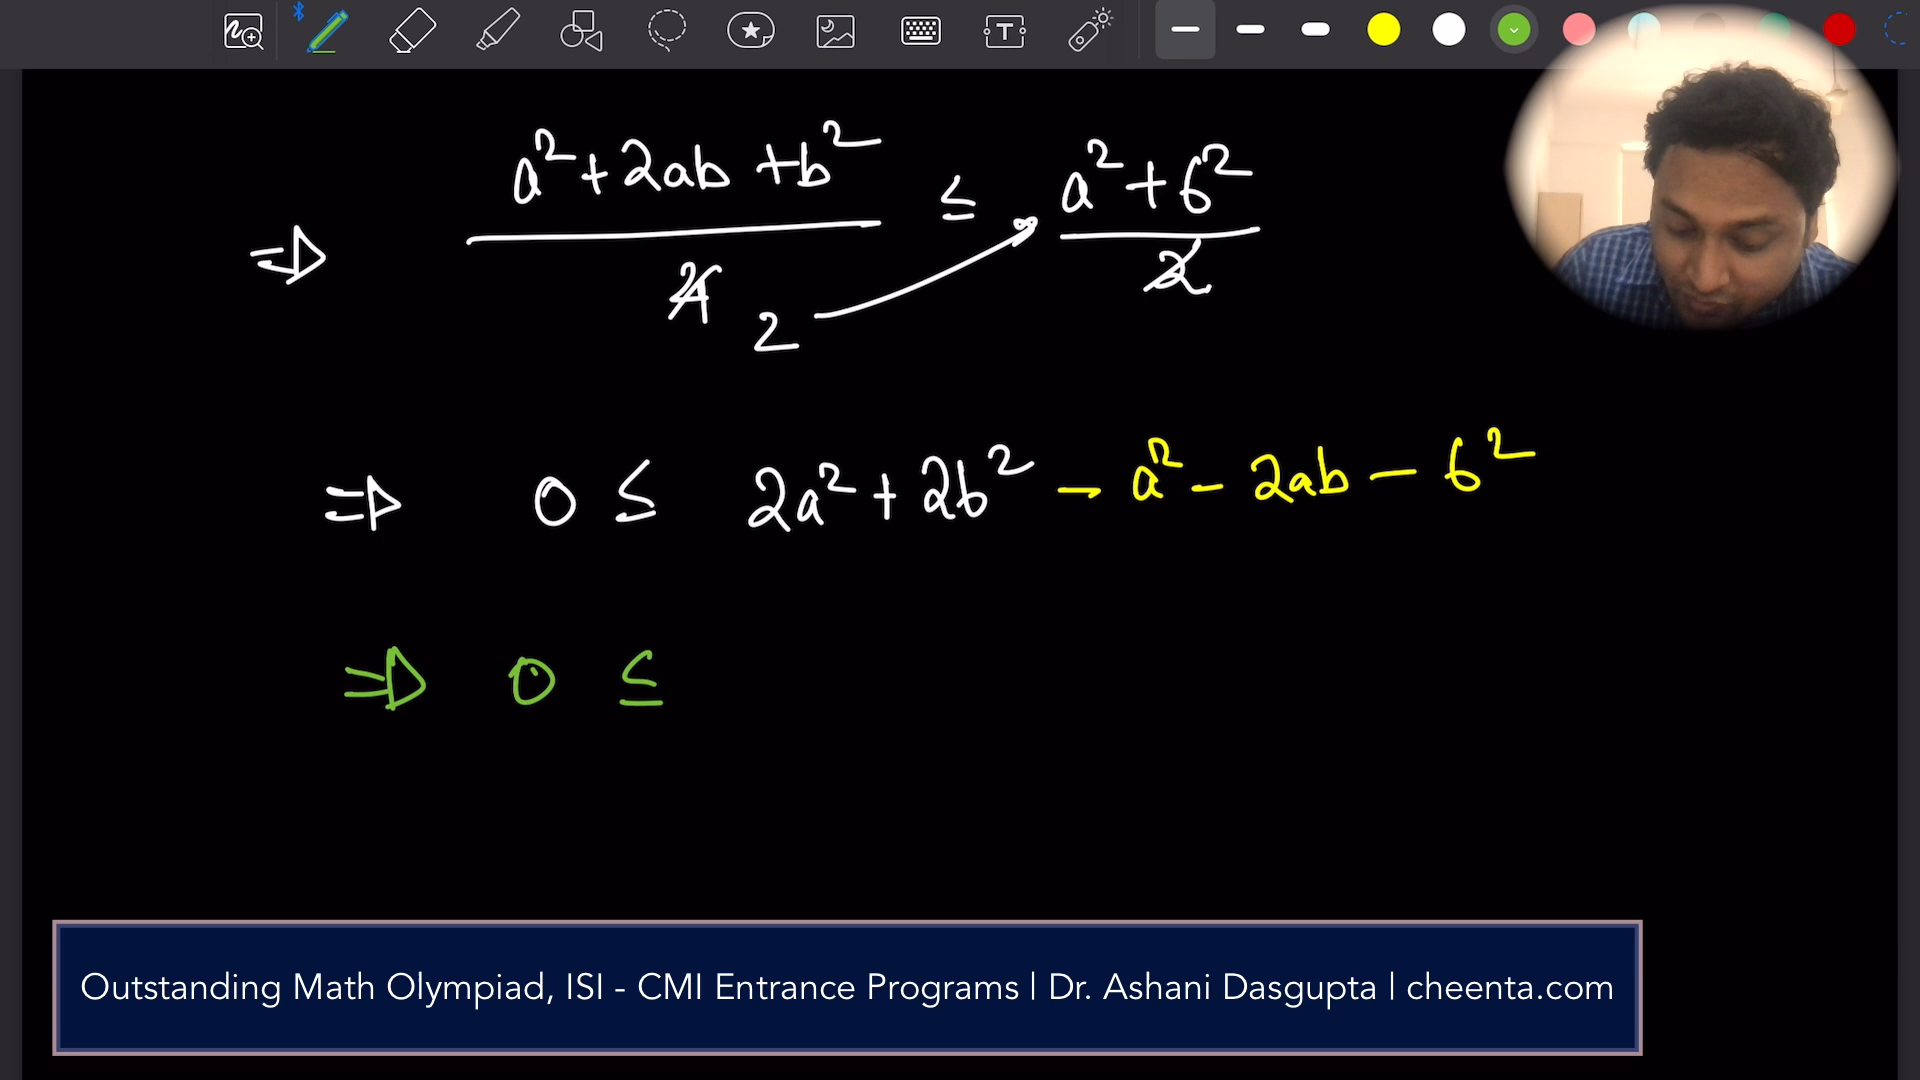 ⇒ a²+2ab+b² / 4 ≤ a²+b² / 2
2
⇒ 0 ≤ 2a²+2b² - a² - 2ab - b²
⇒ 0 ≤
Outstanding Math Olympiad, ISI - CMI Entrance Programs | Dr. Ashani Dasgupta | cheenta.com